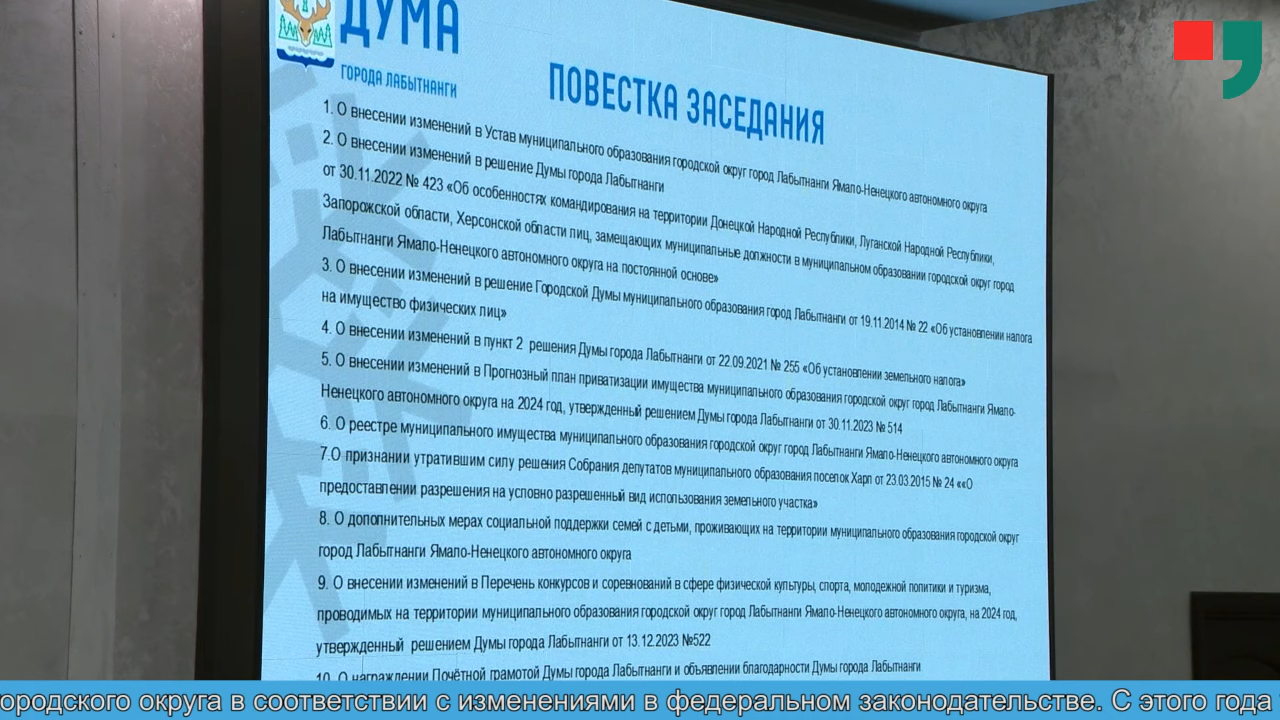 ДУМА
ГОРОДА ЛАБЫТНАНГИ
ПОВЕСТКА ЗАСЕДАНИЯ
1. О внесении изменений в Устав муниципального образования городской округ город Лабытнанги Ямало-Ненецкого автономного округа
2. О внесении изменений в решение Думы города Лабытнанги
от 30.11.2022 № 423 «Об особенностях командирования на территории Донецкой Народной Республики, Луганской Народной Республики,
Запорожской области, Херсонской области лиц, замещающих муниципальные должности в муниципальном образовании городской округ город
Лабытнанги Ямало-Ненецкого автономного округа на постоянной основе»
3. О внесении изменений в решение Городской Думы муниципального образования город Лабытнанги от 19.11.2014 № 22 «Об установлении налога
на имущество физических лиц»
4. О внесении изменений в пункт 2 решения Думы города Лабытнанги от 22.09.2021 № 255 «Об установлении земельного налога»
5. О внесении изменений в Прогнозный план приватизации имущества муниципального образования городской округ город Лабытнанги Ямало-
Ненецкого автономного округа на 2024 год, утвержденный решением Думы города Лабытнанги от 30.11.2023 № 514
6. О реестре муниципального имущества муниципального образования городской округ город Лабытнанги Ямало-Ненецкого автономного округа
7.О признании утратившим силу решения Собрания депутатов муниципального образования поселок Харп от 23.03.2015 № 24 ««О
предоставлении разрешения на условно разрешенный вид использования земельного участка»
8. О дополнительных мерах социальной поддержки семей с детьми, проживающих на территории муниципального образования городской округ
город Лабытнанги Ямало-Ненецкого автономного округа
9. О внесении изменений в Перечень конкурсов и соревнований в сфере физической культуры, спорта, молодежной политики и туризма,
проводимых на территории муниципального образования городской округ город Лабытнанги Ямало-Ненецкого автономного округа, на 2024 год,
утвержденный решением Думы города Лабытнанги от 13.12.2023 №522
10. О награждении Почётной грамотой Думы города Лабытнанги и объявлении благодарности Думы города Лабытнанги
ородского округа в соответствии с изменениями в федеральном законодательстве. С этого года